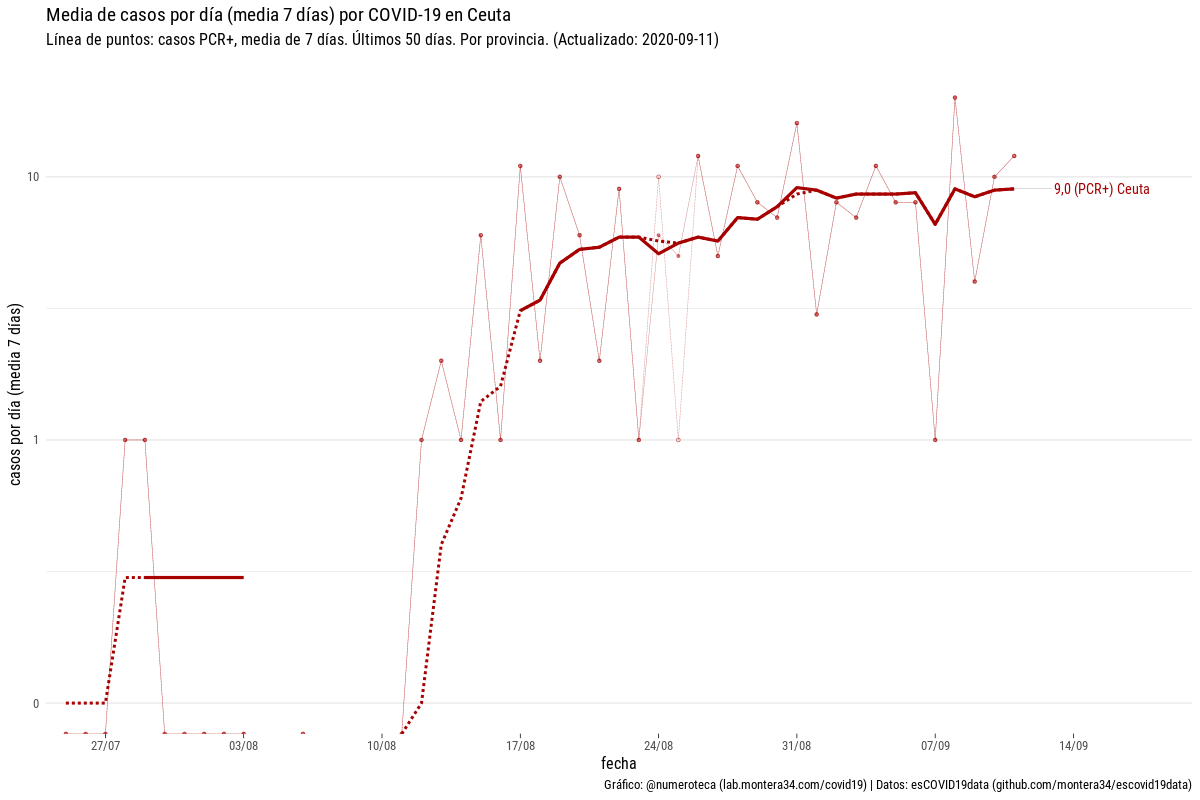 Media de casos por día (media 7 días) por COVID-19 en Ceuta
Línea de puntos: casos PCR+, media de 7 días. Últimos 50 días. Por provincia. (Actualizado: 2020-09-11)
casos por día (media 7 días)
10
1
0
9,0 (PCR+) Ceuta
27/07
03/08
10/08
17/08
24/08
31/08
07/09
14/09
fecha
Gráfico: @numeroteca (lab.montera34.com/covid19) | Datos: esCOVID19data (github.com/montera34/escovid19data)